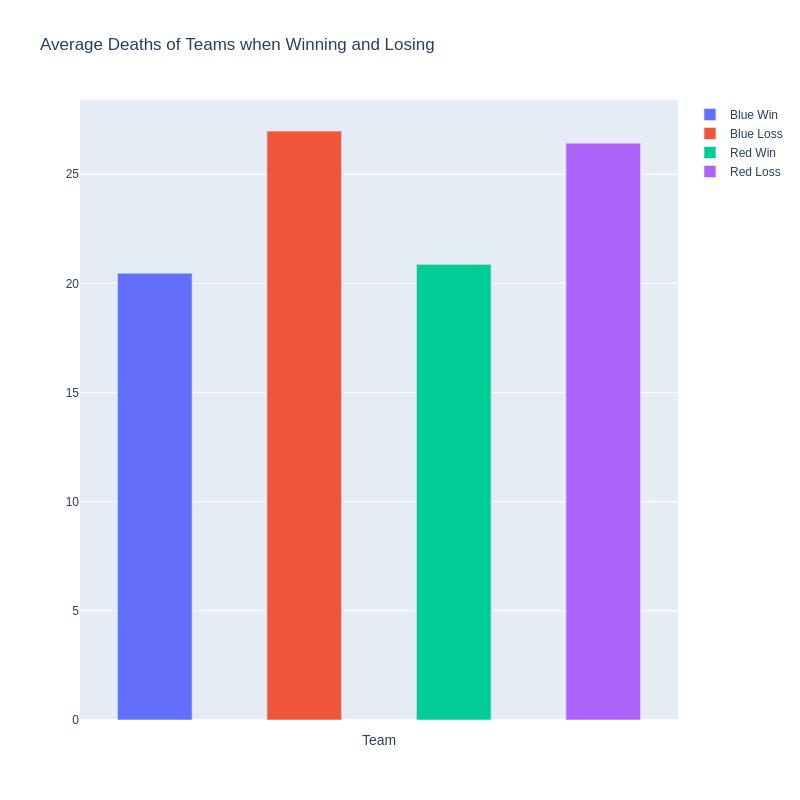 Average Deaths of Teams when Winning and Losing
Blue Win
Blue Loss
Red Win
Red Loss
25
20
15
10
5
0
Team